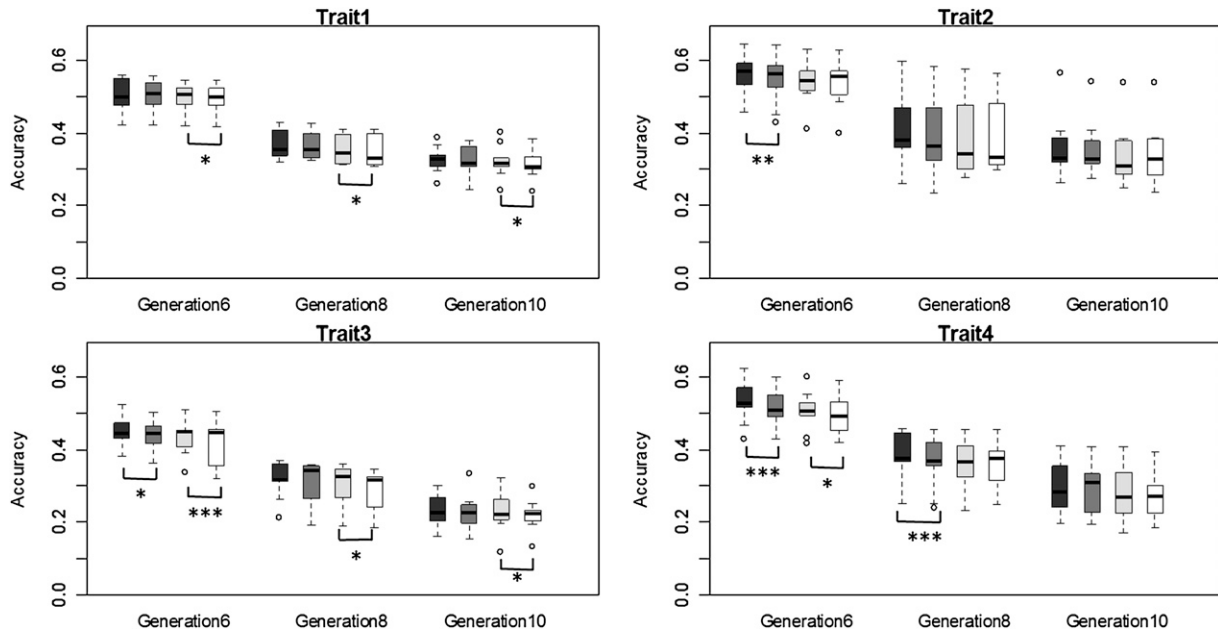 Trait1
Accuracy
0.6
0.4
0.2
0.0
*
*
*
Generation6 Generation8 Generation10
Trait2
Accuracy
0.6
0.4
0.2
0.0
**
Generation6 Generation8 Generation10
Trait3
Accuracy
0.6
0.4
0.2
0.0
*
***
*
*
Generation6 Generation8 Generation10
Trait4
Accuracy
0.6
0.4
0.2
0.0
***
*
***
Generation6 Generation8 Generation10